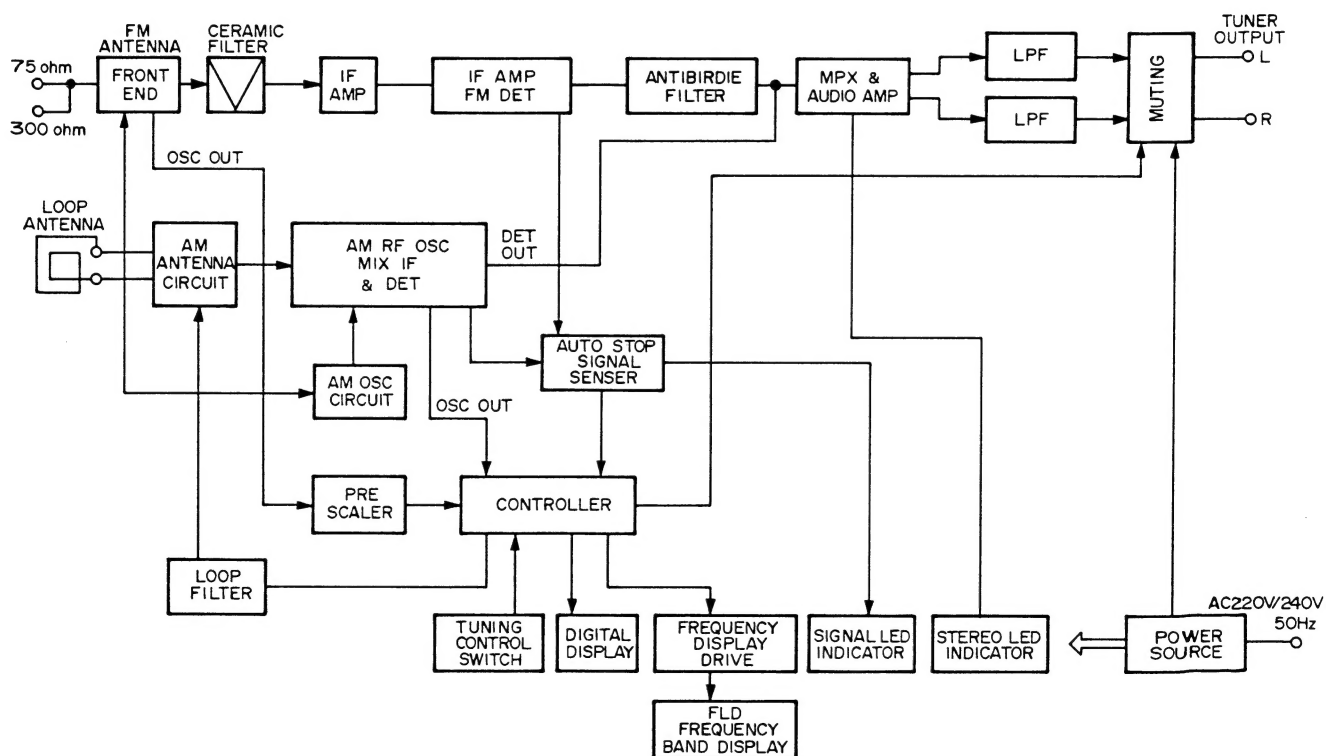 FM
ANTENNA
CERAMIC
FILTER
TUNER
OUTPUT
75 ohm
300 ohm
FRONT
END
IF
AMP
IF AMP
FM DET
ANTIBIRDIE
FILTER
MPX &
AUDIO AMP
LPF
LPF
MUTING
L
R
OSC OUT
LOOP
ANTENNA
AM
ANTENNA
CIRCUIT
AM RF OSC
MIX IF
& DET
DET
OUT
AUTO STOP
SIGNAL
SENSER
AM OSC
CIRCUIT
OSC OUT
PRE
SCALER
CONTROLLER
LOOP
FILTER
TUNING
CONTROL
SWITCH
DIGITAL
DISPLAY
FREQUENCY
DISPLAY
DRIVE
SIGNAL LED
INDICATOR
STEREO LED
INDICATOR
POWER
SOURCE
AC220V/240V
50Hz
FLD
FREQUENCY
BAND DISPLAY